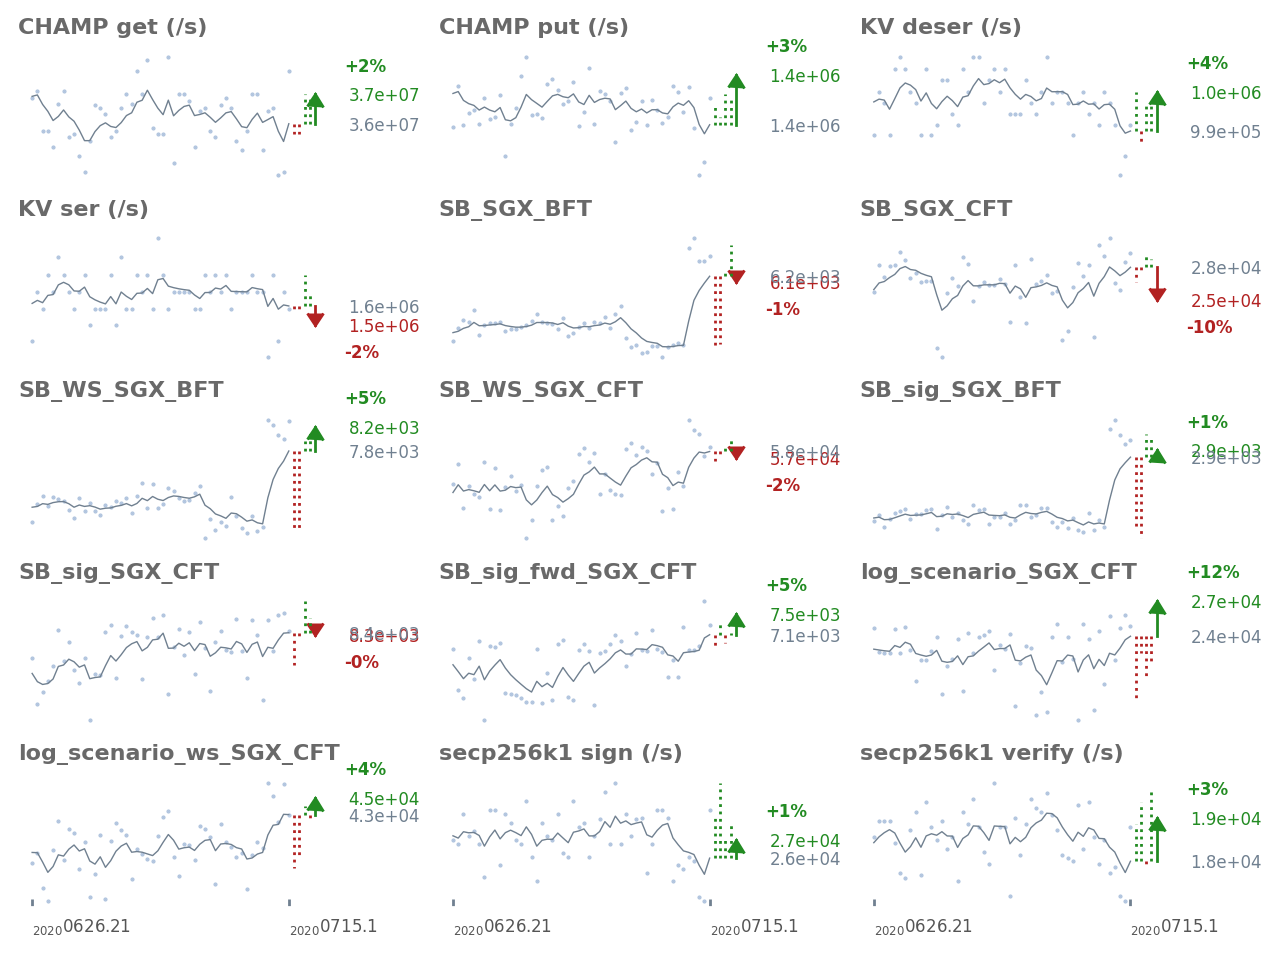 CHAMP get (/s)
+2%
3.7e+07
3.6e+07
CHAMP put (/s)
+3%
1.4e+06
1.4e+06
KV deser (/s)
+4%
1.0e+06
9.9e+05
KV ser (/s)
1.6e+06
1.5e+06
-2%
SB_SGX_BFT
6.2e+03
6.1e+03
-1%
SB_SGX_CFT
2.8e+04
2.5e+04
-10%
SB_WS_SGX_BFT
+5%
8.2e+03
7.8e+03
SB_WS_SGX_CFT
5.8e+04
5.7e+04
-2%
SB_sig_SGX_BFT
+1%
2.9e+03
2.9e+03
SB_sig_SGX_CFT
8.4e+03
8.3e+03
-0%
SB_sig_fwd_SGX_CFT
+5%
7.5e+03
7.1e+03
log_scenario_SGX_CFT
+12%
2.7e+04
2.4e+04
log_scenario_ws_SGX_CFT
+4%
4.5e+04
4.3e+04
secp256k1 sign (/s)
+1%
2.7e+04
2.6e+04
secp256k1 verify (/s)
+3%
1.9e+04
1.8e+04
20200626.21
20200715.1
20200626.21
20200715.1
20200626.21
20200715.1